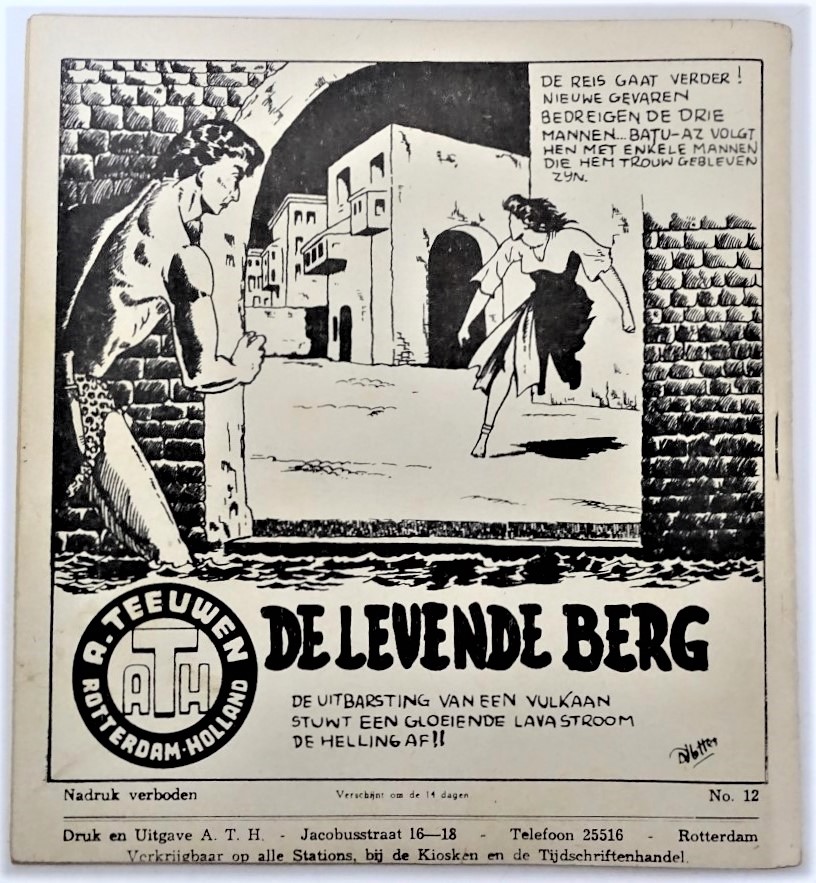 DE REIS GAAT VERDER!
NIEUWE GEVAREN
BEDREIGEN DE DRIE
MANNEN... BATU-AZ VOLGT
HEN MET ENKELE MANNEN
DIE HEM TROUW GEBLEVEN
ZYN.
A. TEEUWEN
ATH
ROTTERDAM-HOLLAND
DE LEVENDE BERG
DE UITBARSTING VAN EEN VULKAAN
STUWT EEN GLOEIENDE LAVASTROOM
DE HELLING AF!!
Nadruk verboden Verschijnt om de 14 dagen No. 12
Druk en Uitgave A. T. H. - Jacobusstraat 16—18 - Telefoon 25516 - Rotterdam
Verkrijgbaar op alle Stations, bij de Kiosken en de Tijdschriftenhandel.